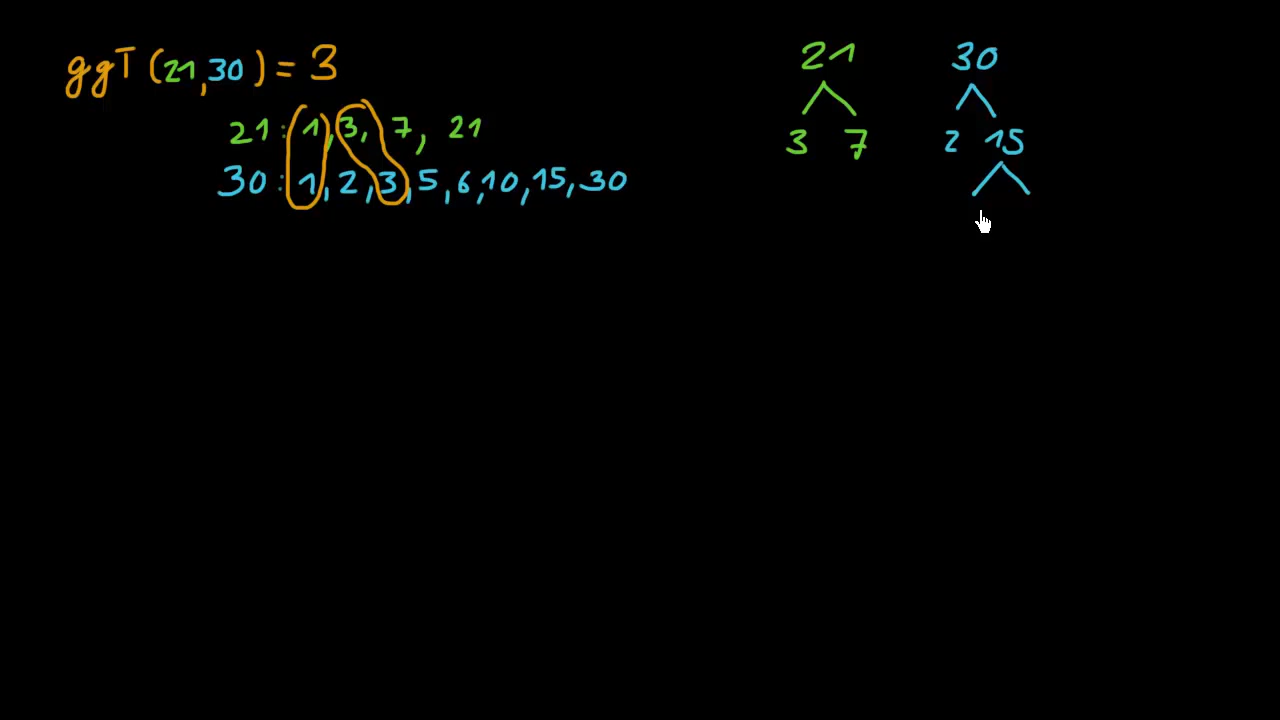 ggT (21,30) = 3
21: 1, 3, 7, 21
30: 1, 2, 3, 5, 6, 10, 15, 30
21
3 7
30
2 15